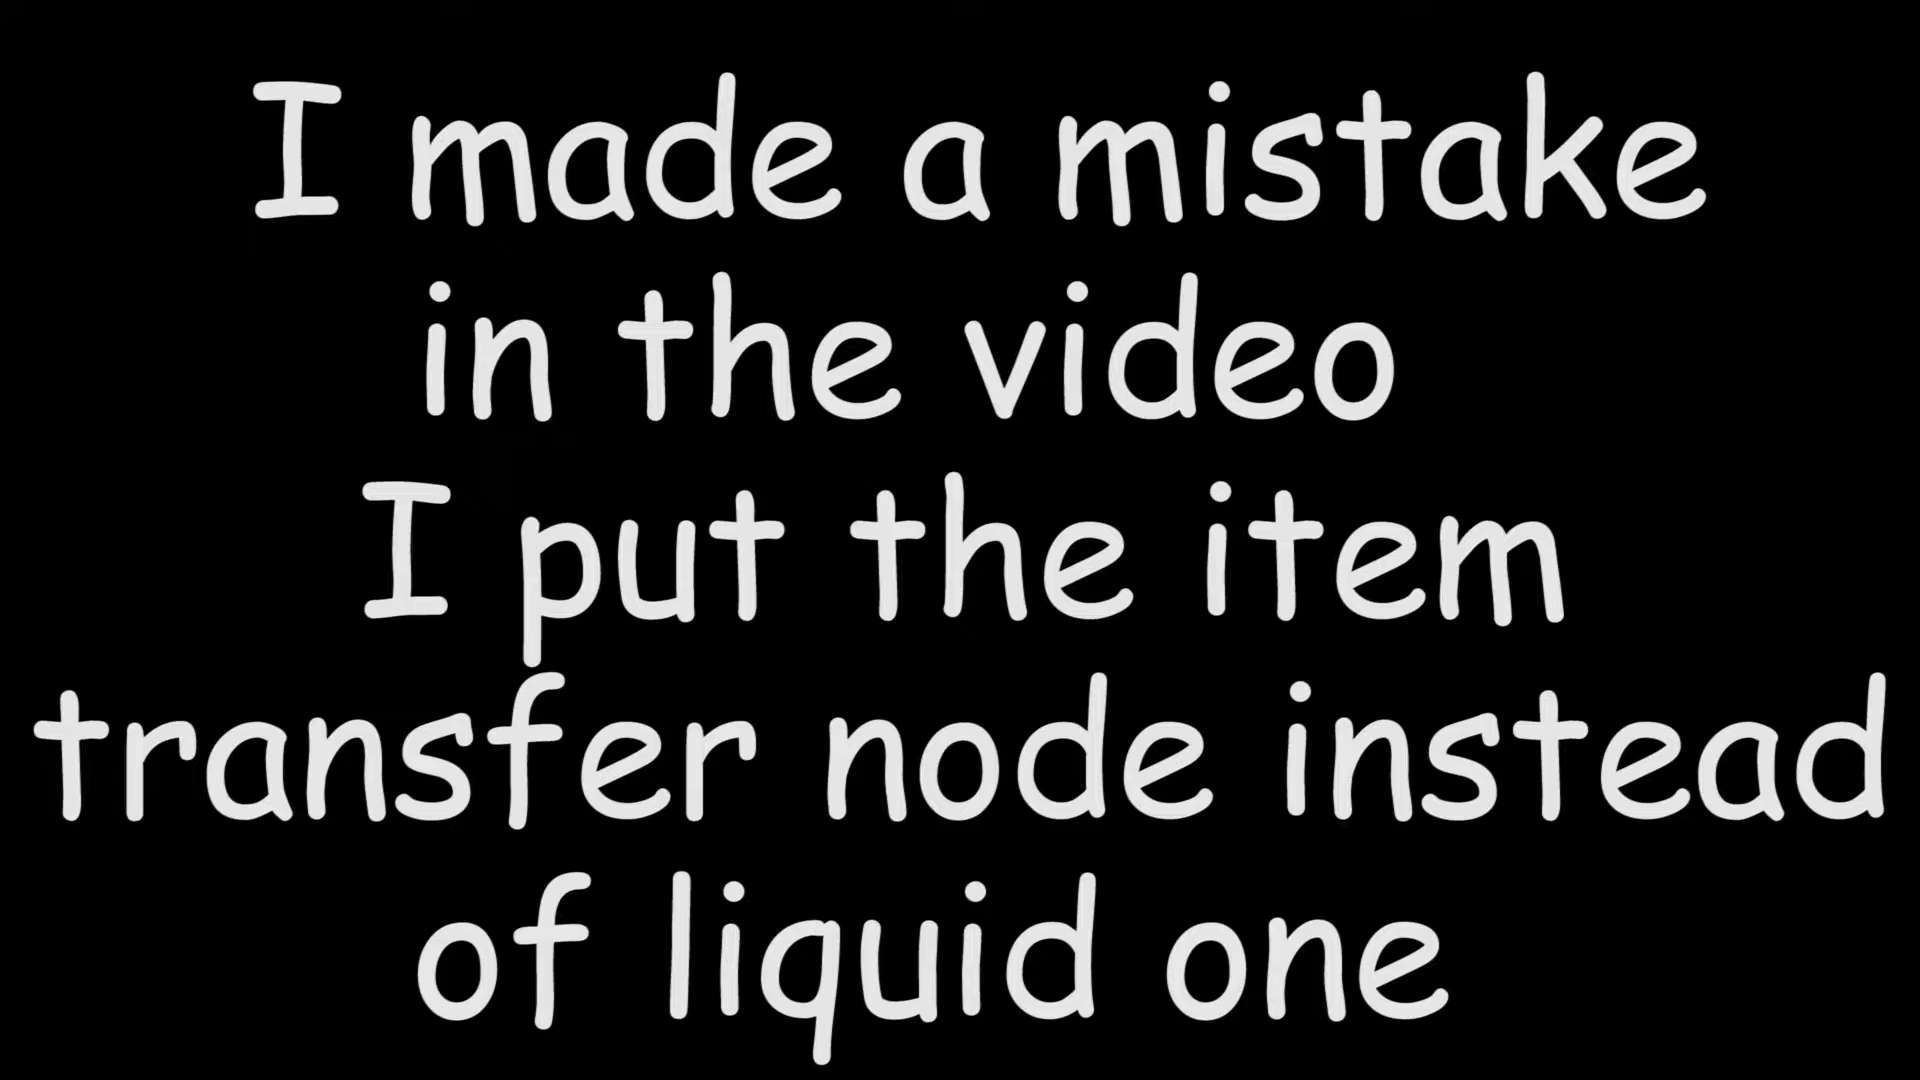 I made a mistake
in the video
I put the item
transfer node instead
of liquid one